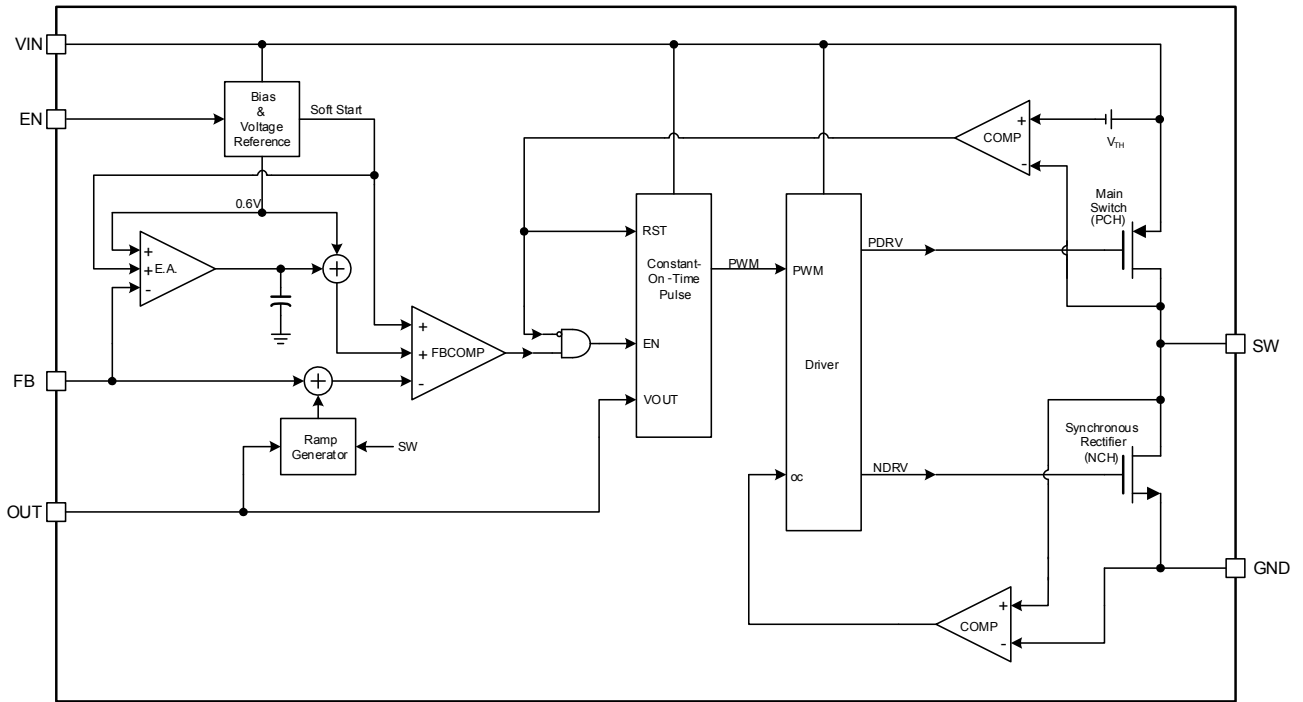 VIN
EN
Bias
&
Voltage
Reference
Soft Start
0.6V
+
+
-
E.A.
+
+
+
-
FBCOMP
FB
+
Ramp
Generator
SW
OUT
RST
Constant-
On -Time
Pulse
EN
VOUT
PWM
PWM
Driver
oc
PDRV
NDRV
+
-
COMP
VTH
Main
Switch
(PCH)
SW
Synchronous
Rectifier
(NCH)
GND
+
-
COMP